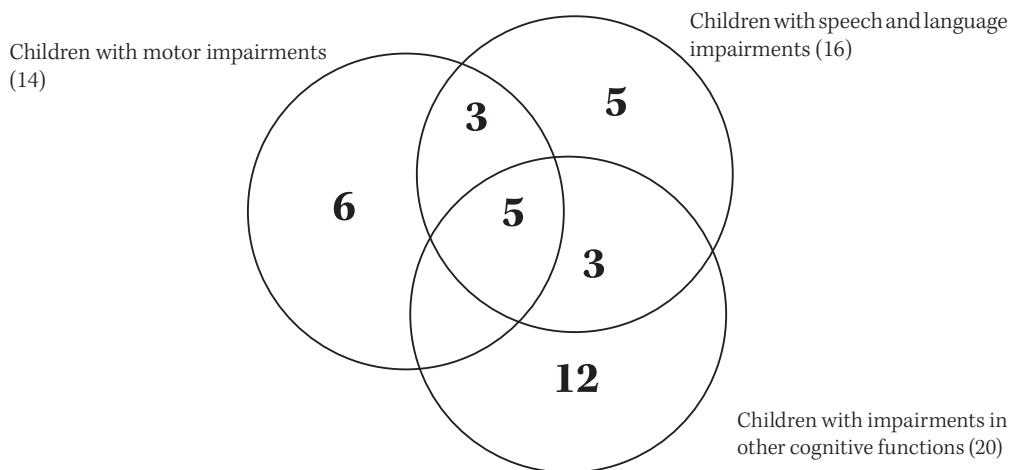 Children with speech and language
impairments (16)
Children with motor impairments
(14)
3
5
6
5
3
12
Children with impairments in
other cognitive functions (20)